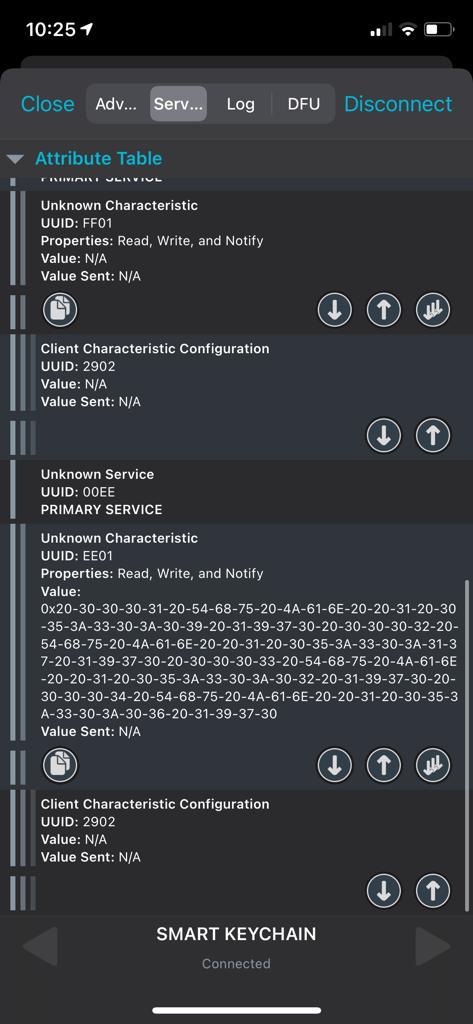 10:25
Close
Adv...
Serv...
Log
DFU
Disconnect
Attribute Table
PRIMARY SERVICE
Unknown Characteristic
UUID: FF01
Properties: Read, Write, and Notify
Value: N/A
Value Sent: N/A
Client Characteristic Configuration
UUID: 2902
Value: N/A
Value Sent: N/A
Unknown Service
UUID: 00EE
PRIMARY SERVICE
Unknown Characteristic
UUID: EE01
Properties: Read, Write, and Notify
Value:
0x20-30-30-30-31-20-54-68-75-20-4A-61-6E-20-20-31-20-30
-35-3A-33-30-3A-30-39-20-31-39-37-30-20-30-30-30-32-20-
54-68-75-20-4A-61-6E-20-20-31-20-30-35-3A-33-30-3A-31-3
7-20-31-39-37-30-20-30-30-30-33-20-54-68-75-20-4A-61-6E
-20-20-31-20-30-35-3A-33-30-3A-30-32-20-31-39-37-30-20-
30-30-30-34-20-54-68-75-20-4A-61-6E-20-20-31-20-30-35-3
A-33-30-3A-30-36-20-31-39-37-30
Value Sent: N/A
Client Characteristic Configuration
UUID: 2902
Value: N/A
Value Sent: N/A
SMART KEYCHAIN
Connected